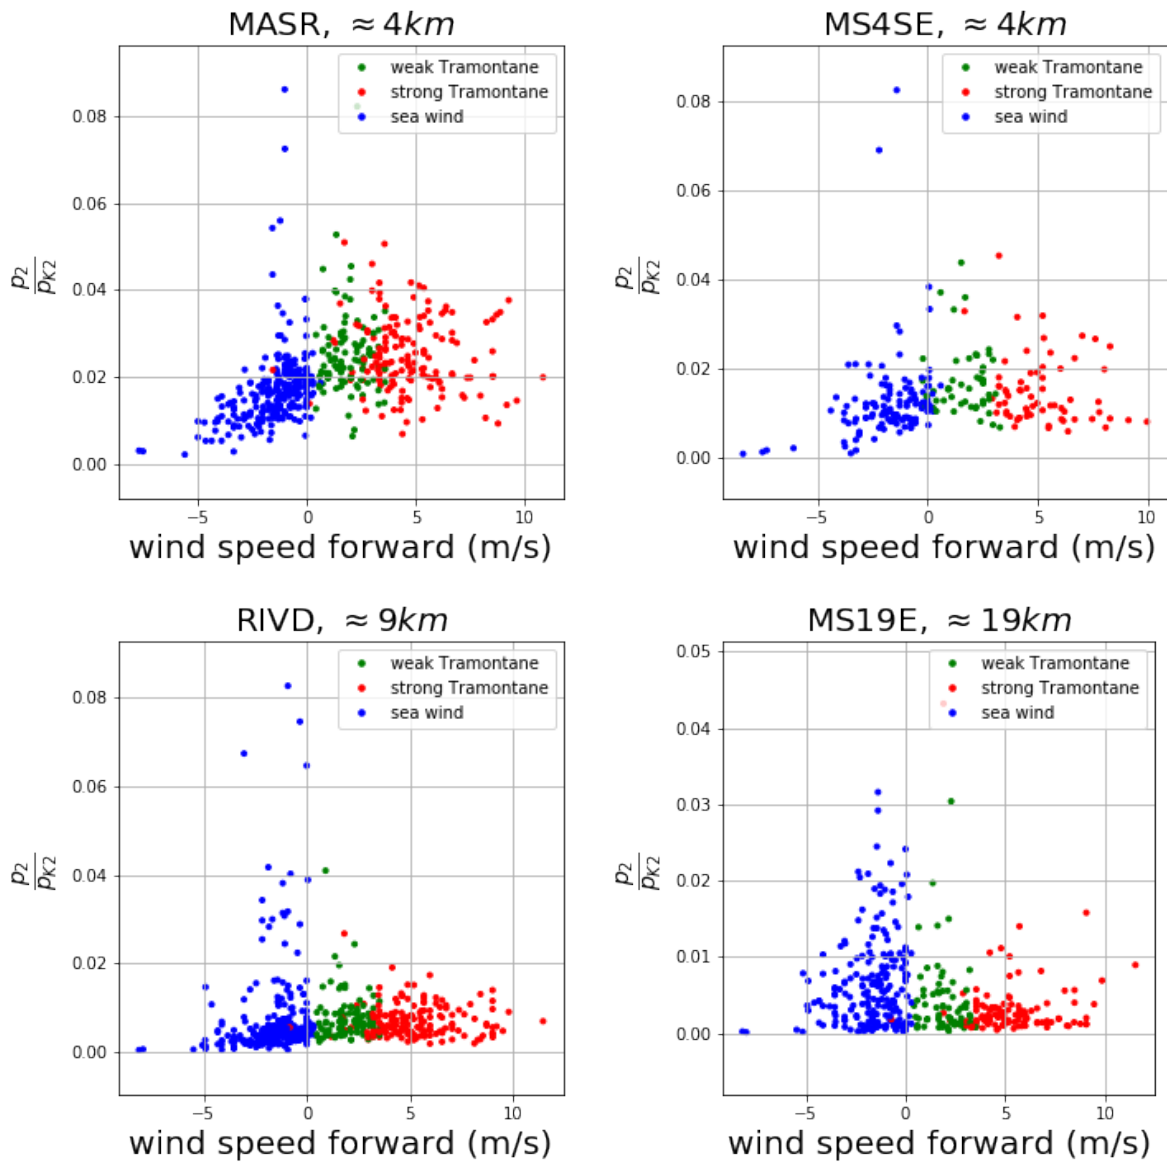 MASR, ≈ 4km
weak Tramontane
strong Tramontane
sea wind
0.08
0.06
0.04
0.02
0.00
p2
pK2
−5
0
5
10
wind speed forward (m/s)
MS4SE, ≈ 4km
weak Tramontane
strong Tramontane
sea wind
0.08
0.06
0.04
0.02
0.00
p2
pK2
−5
0
5
10
wind speed forward (m/s)
RIVD, ≈ 9km
weak Tramontane
strong Tramontane
sea wind
0.08
0.06
0.04
0.02
0.00
p2
pK2
−5
0
5
10
wind speed forward (m/s)
MS19E, ≈ 19km
weak Tramontane
strong Tramontane
sea wind
0.05
0.04
0.03
0.02
0.01
0.00
p2
pK2
−5
0
5
10
wind speed forward (m/s)